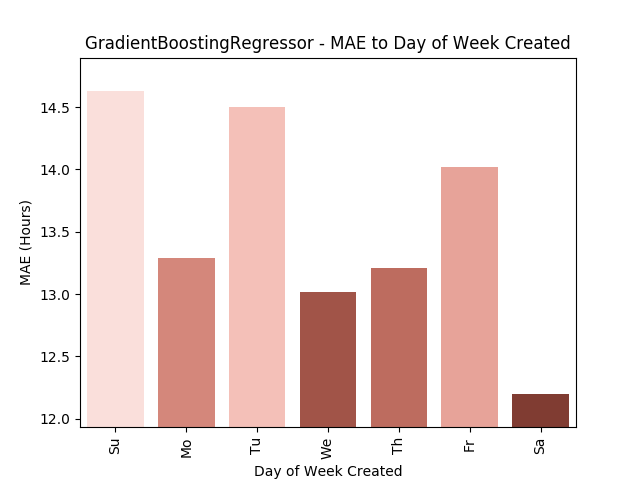 GradientBoostingRegressor - MAE to Day of Week Created
MAE (Hours)
14.5
14.0
13.5
13.0
12.5
12.0
Su
Mo
Tu
We
Th
Fr
Sa
Day of Week Created